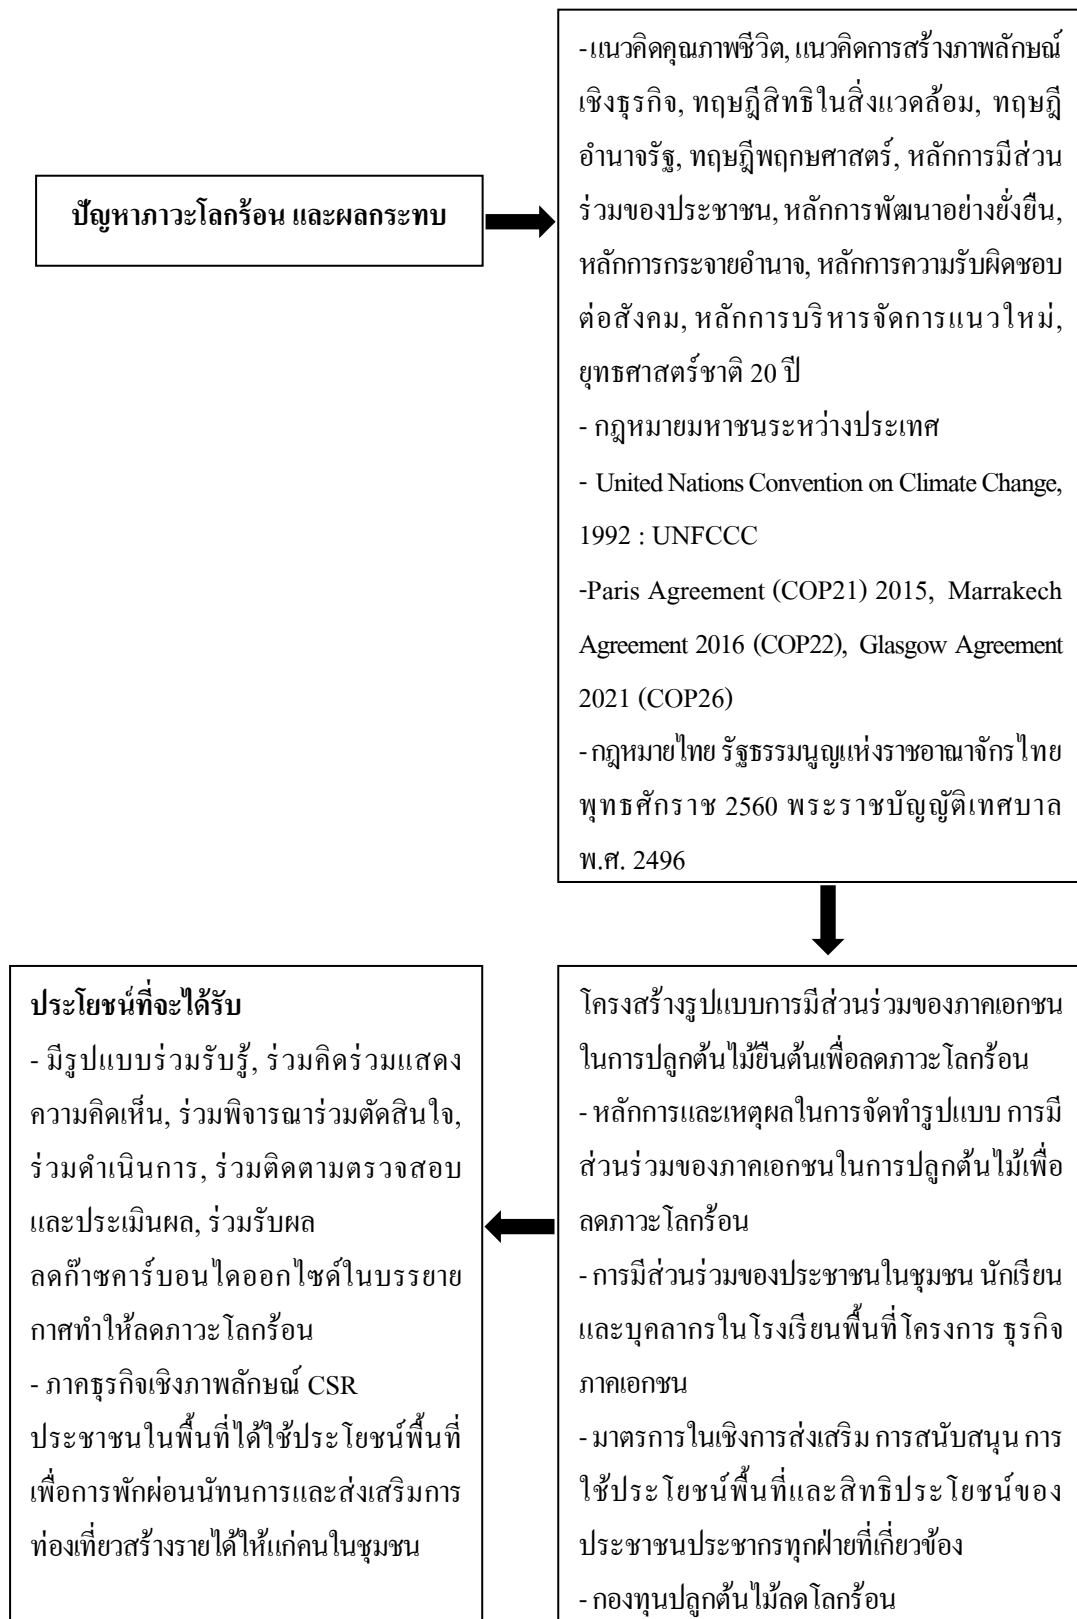 ปัญหาภาวะโลกร้อน และผลกระทบ
-แนวคิดคุณภาพชีวิต, แนวคิดการสร้างภาพลักษณ์
เชิงธุรกิจ, ทฤษฎีสิทธิในสิ่งแวดล้อม, ทฤษฎี
อำนาจรัฐ, ทฤษฎีพฤกษศาสตร์, หลักการมีส่วน
ร่วมของประชาชน, หลักการพัฒนาอย่างยั่งยืน,
หลักการกระจายอำนาจ, หลักการความรับผิดชอบ
ต่อสังคม, หลักการบริหารจัดการแนวใหม่,
ยุทธศาสตร์ชาติ 20 ปี
- กฎหมายมหาชนระหว่างประเทศ
- United Nations Convention on Climate Change,
1992 : UNFCCC
-Paris Agreement (COP21) 2015, Marrakech
Agreement 2016 (COP22), Glasgow Agreement
2021 (COP26)
- กฎหมายไทย รัฐธรรมนูญแห่งราชอาณาจักรไทย
พุทธศักราช 2560 พระราชบัญญัติเทศบาล
พ.ศ. 2496
โครงสร้างรูปแบบการมีส่วนร่วมของภาคเอกชน
ในการปลูกต้นไม้ยืนต้นเพื่อลดภาวะโลกร้อน
- หลักการและเหตุผลในการจัดทำรูปแบบ การมี
ส่วนร่วมของภาคเอกชนในการปลูกต้นไม้เพื่อ
ลดภาวะโลกร้อน
- การมีส่วนร่วมของประชาชนในชุมชน นักเรียน
และบุคลากรในโรงเรียนพื้นที่โครงการ ธุรกิจ
ภาคเอกชน
- มาตรการในเชิงการส่งเสริม การสนับสนุน การ
ใช้ประโยชน์พื้นที่และสิทธิประโยชน์ของ
ประชาชนประชากรทุกฝ่ายที่เกี่ยวข้อง
- กองทุนปลูกต้นไม้ลดโลกร้อน
ประโยชน์ที่จะได้รับ
- มีรูปแบบร่วมรับรู้, ร่วมคิดร่วมแสดง
ความคิดเห็น, ร่วมพิจารณาร่วมตัดสินใจ,
ร่วมดำเนินการ, ร่วมติดตามตรวจสอบ
และประเมินผล, ร่วมรับผล
ลดก๊าซคาร์บอนไดออกไซด์ในบรรยาย
กาศทำให้ลดภาวะโลกร้อน
- ภาคธุรกิจเชิงภาพลักษณ์ CSR
ประชาชนในพื้นที่ได้ใช้ประโยชน์พื้นที่
เพื่อการพักผ่อนนัทนการและส่งเสริมการ
ท่องเที่ยวสร้างรายได้ให้แก่คนในชุมชน